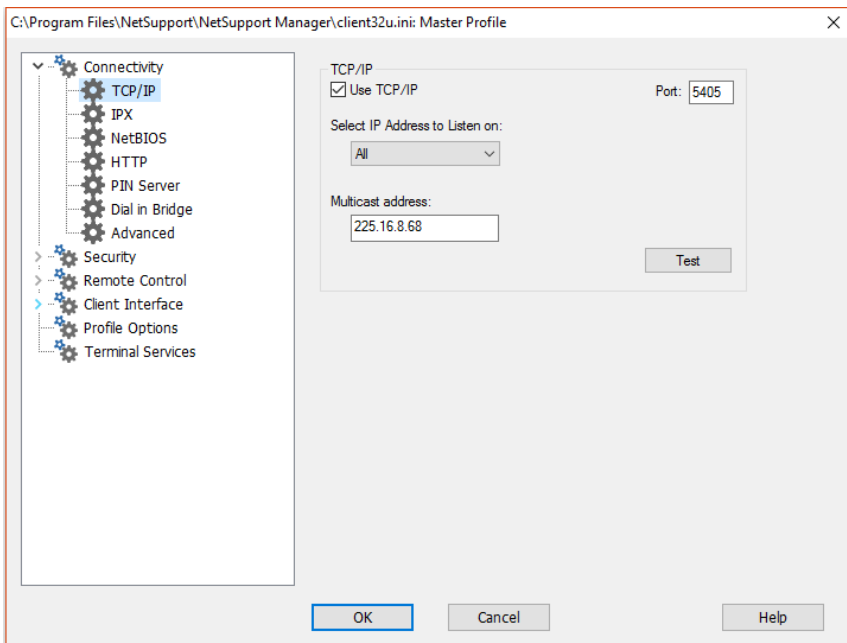 C:\Program Files\NetSupport\NetSupport Manager\client32u.ini: Master Profile
Connectivity
TCP/IP
IPX
NetBIOS
HTTP
PIN Server
Dial in Bridge
Advanced
Security
Remote Control
Client Interface
Profile Options
Terminal Services
TCP/IP
Use TCP/IP
Port: 5405
Select IP Address to Listen on:
All
Multicast address:
225.16.8.68
Test
OK
Cancel
Help